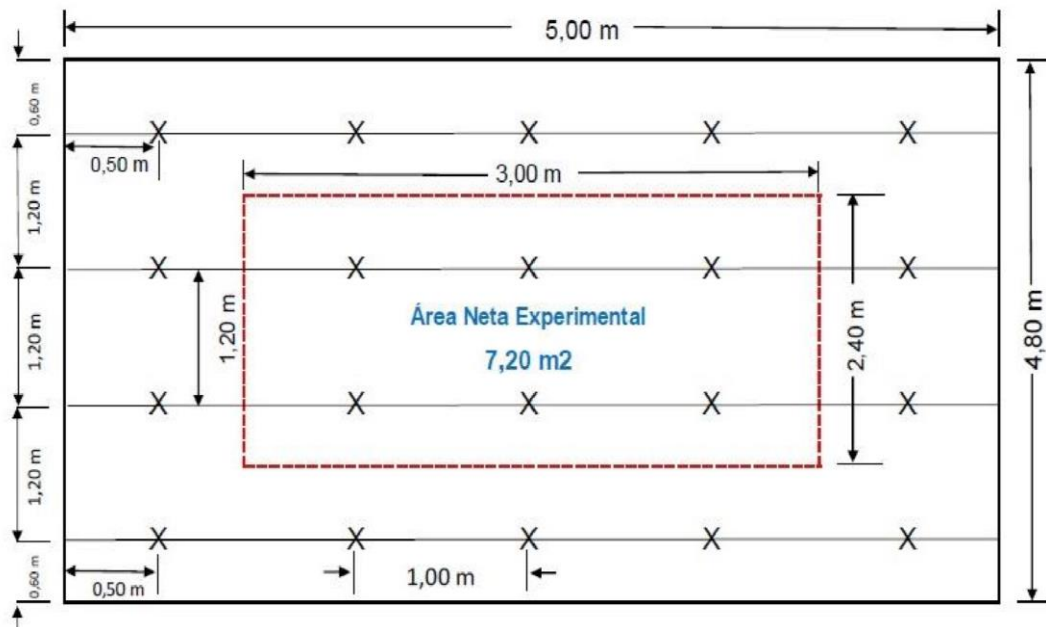 5,00 m
0,60 m
X X X X X
0,50 m
3,00 m
1,20 m
X X X X X
1,20 m
1,20 m
Área Neta Experimental
7,20 m2
2,40 m
4,80 m
X X X X X
1,20 m
X X X X X
0,60 m
0,50 m
1,00 m